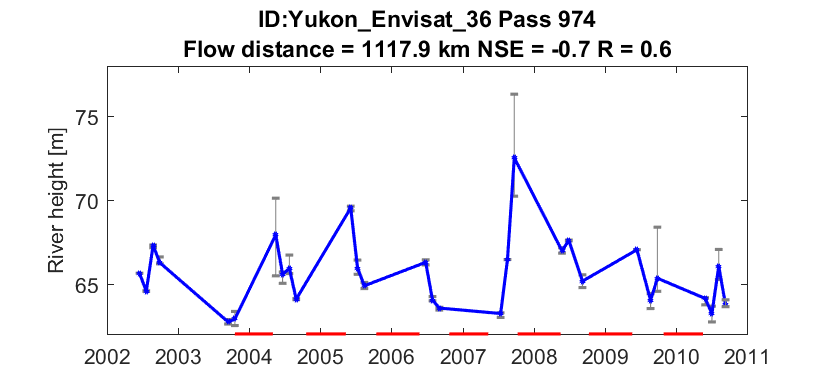 ID:Yukon_Envisat_36 Pass 974
Flow distance = 1117.9 km NSE = -0.7 R = 0.6
75
70
65
River height [m]
2002 2003 2004 2005 2006 2007 2008 2009 2010 2011